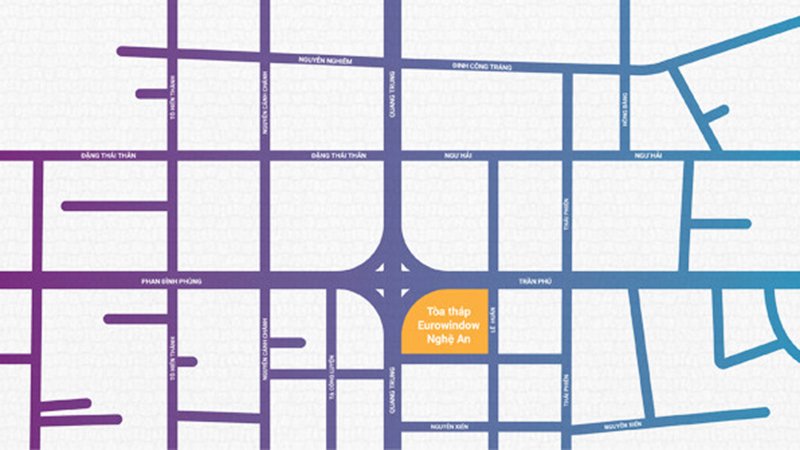 NGUYỄN NGHIỄM
ĐINH CÔNG TRÁNG
TÔ HIẾN THÀNH
NGUYỄN CẢNH CHÂN
QUANG TRUNG
HỒNG BÀNG
ĐẶNG THÁI THÂN
ĐẶNG THÁI THÂN
NGƯ HẢI
NGƯ HẢI
THÁI PHIÊN
PHAN ĐÌNH PHÙNG
TRẦN PHÚ
Tòa tháp
Eurowindow
Nghệ An
LÊ HUÂN
TÔ HIẾN THÀNH
NGUYỄN CẢNH CHÂN
TẠ CÔNG LUYỆN
QUANG TRUNG
THÁI PHIÊN
NGUYỄN XIỂN
NGUYỄN XIỂN